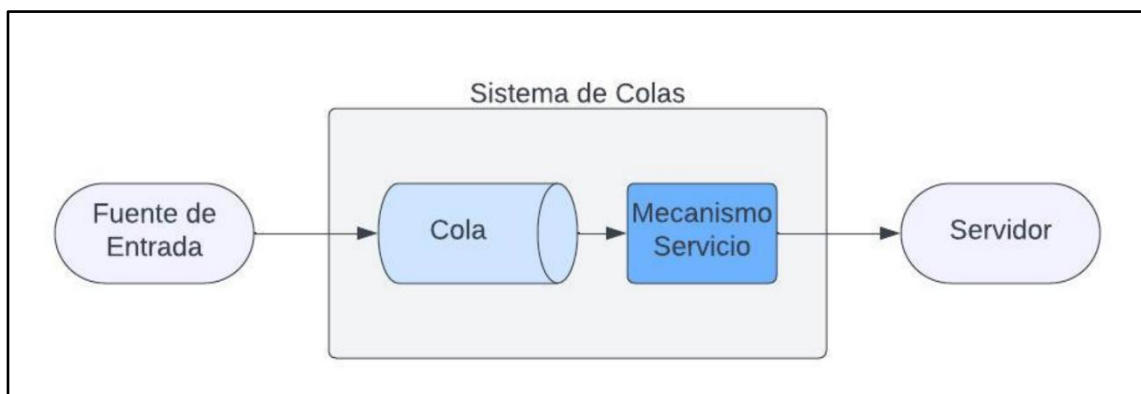 Sistema de Colas
Fuente de
Entrada
Cola
Mecanismo
Servicio
Servidor